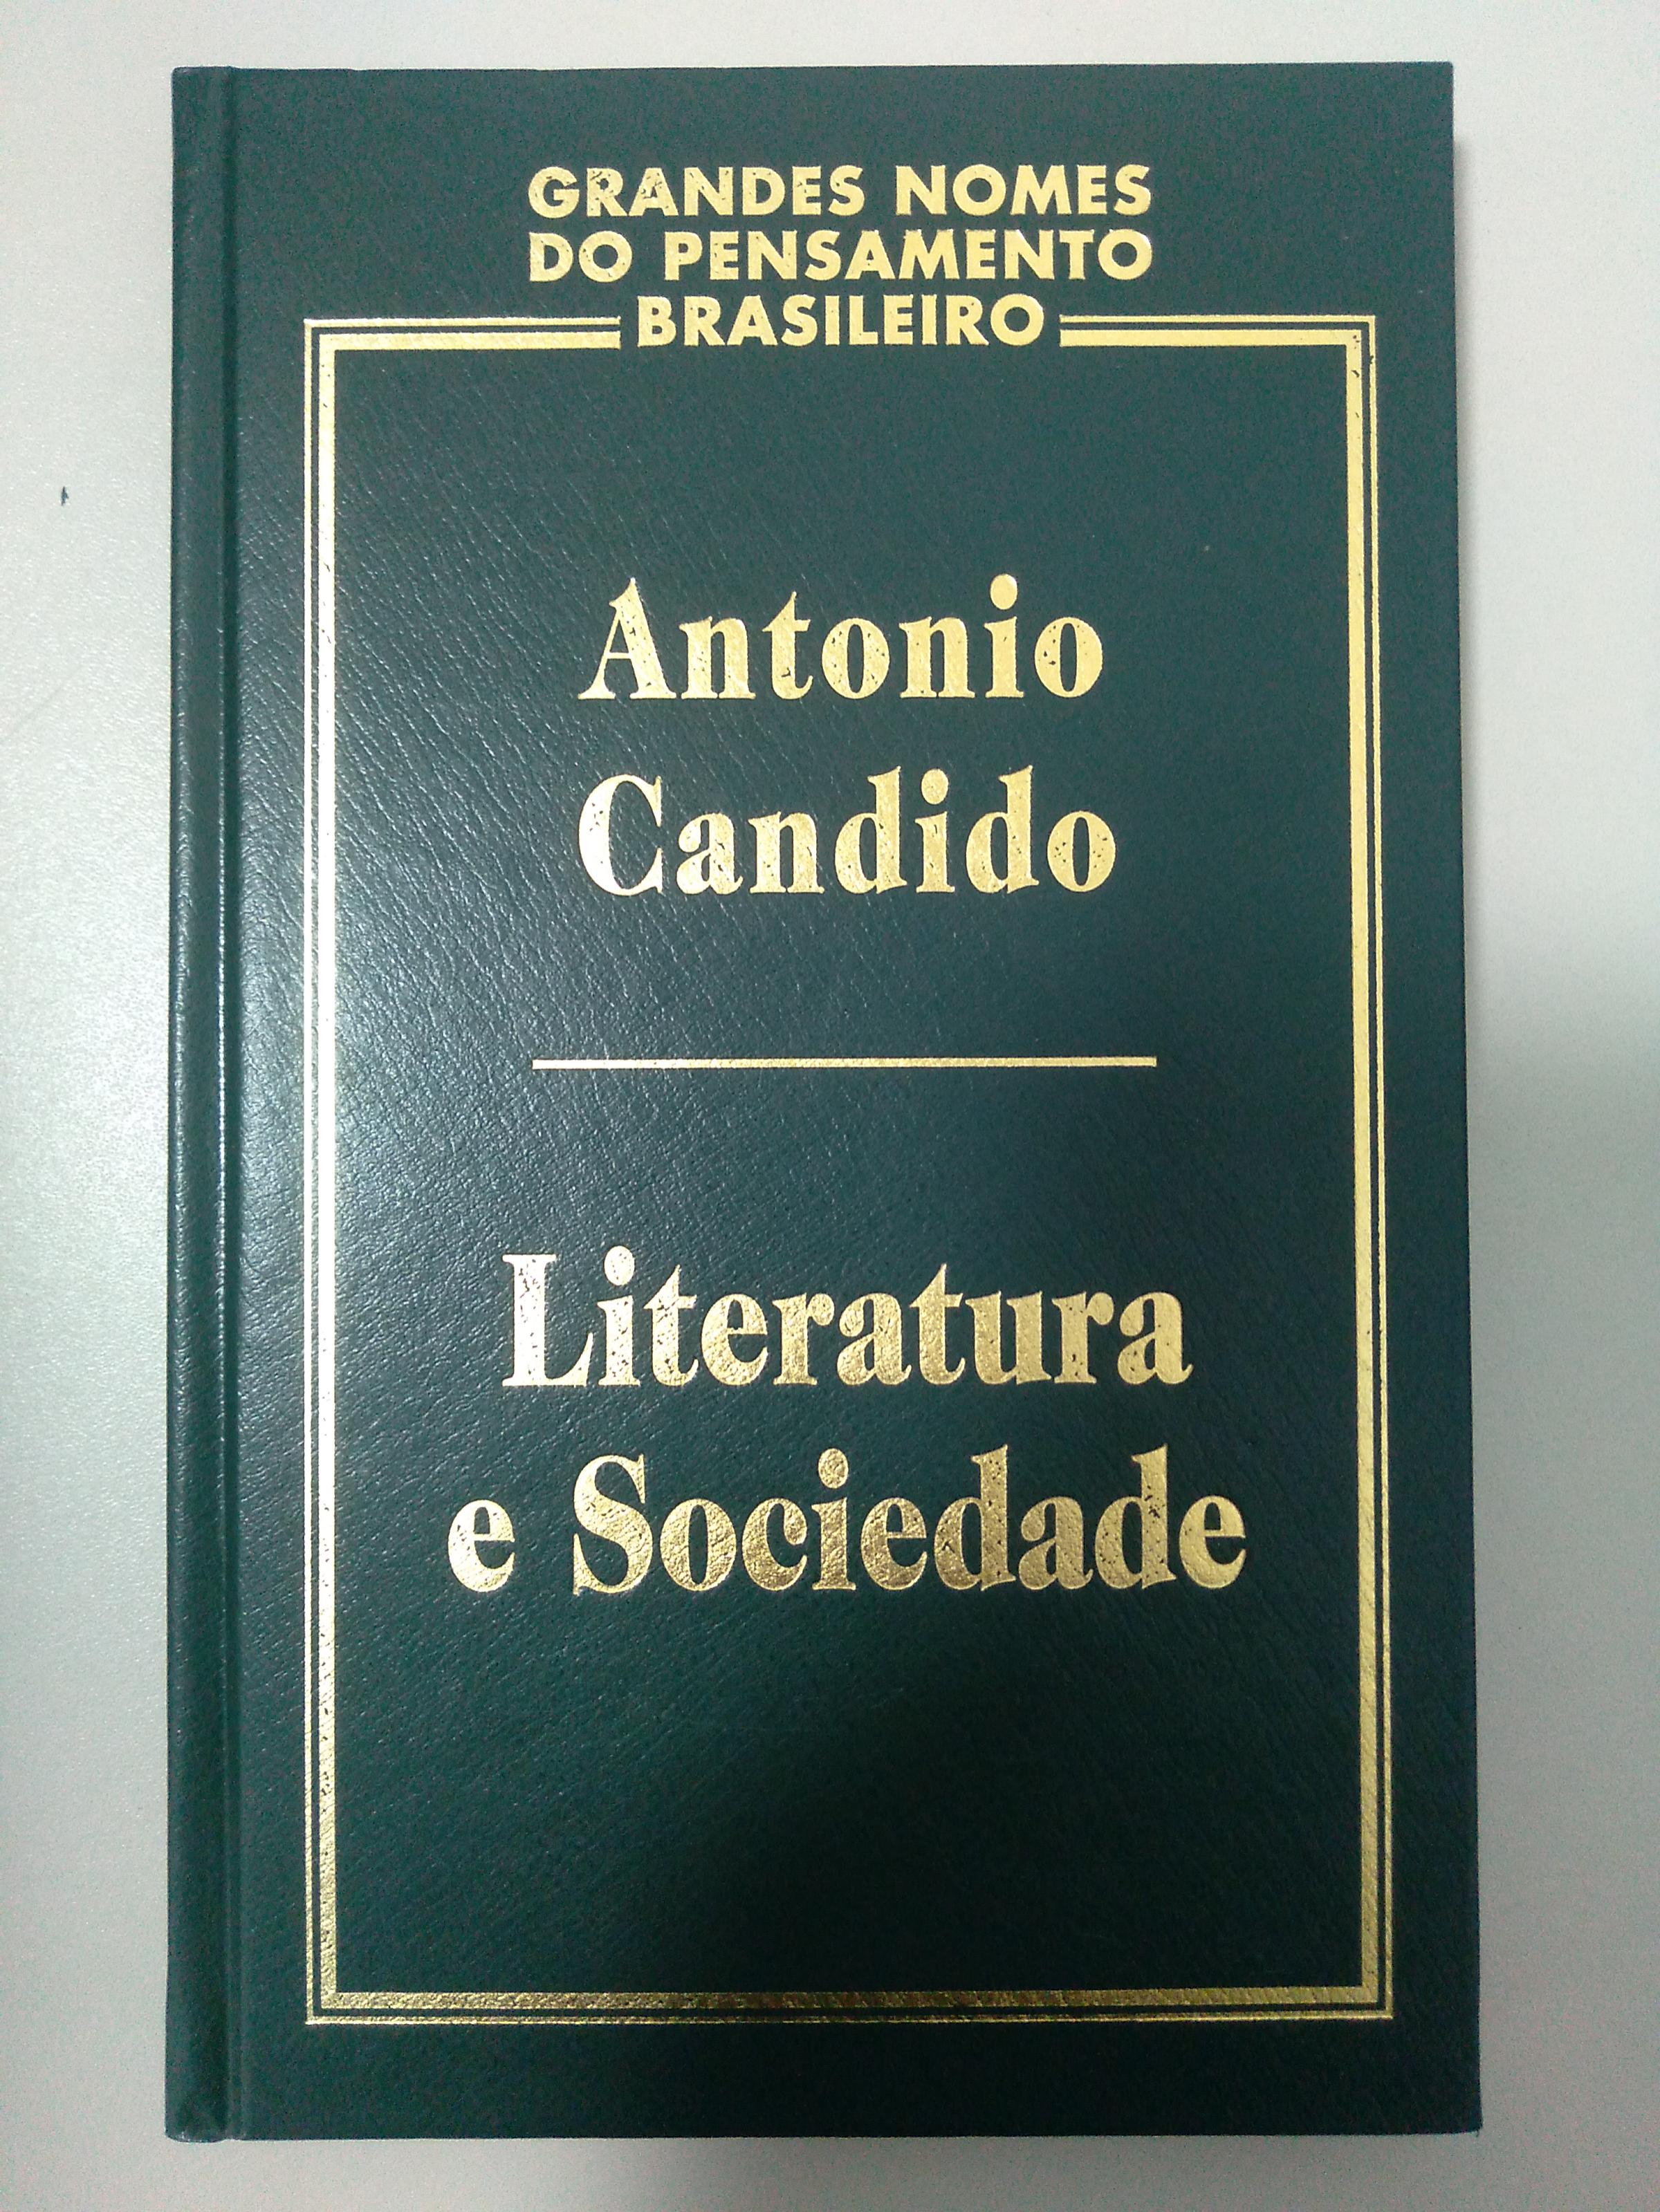 GRANDES NOMES
DO PENSAMENTO
BRASILEIRO
Antonio
Candido
Literatura
e Sociedade